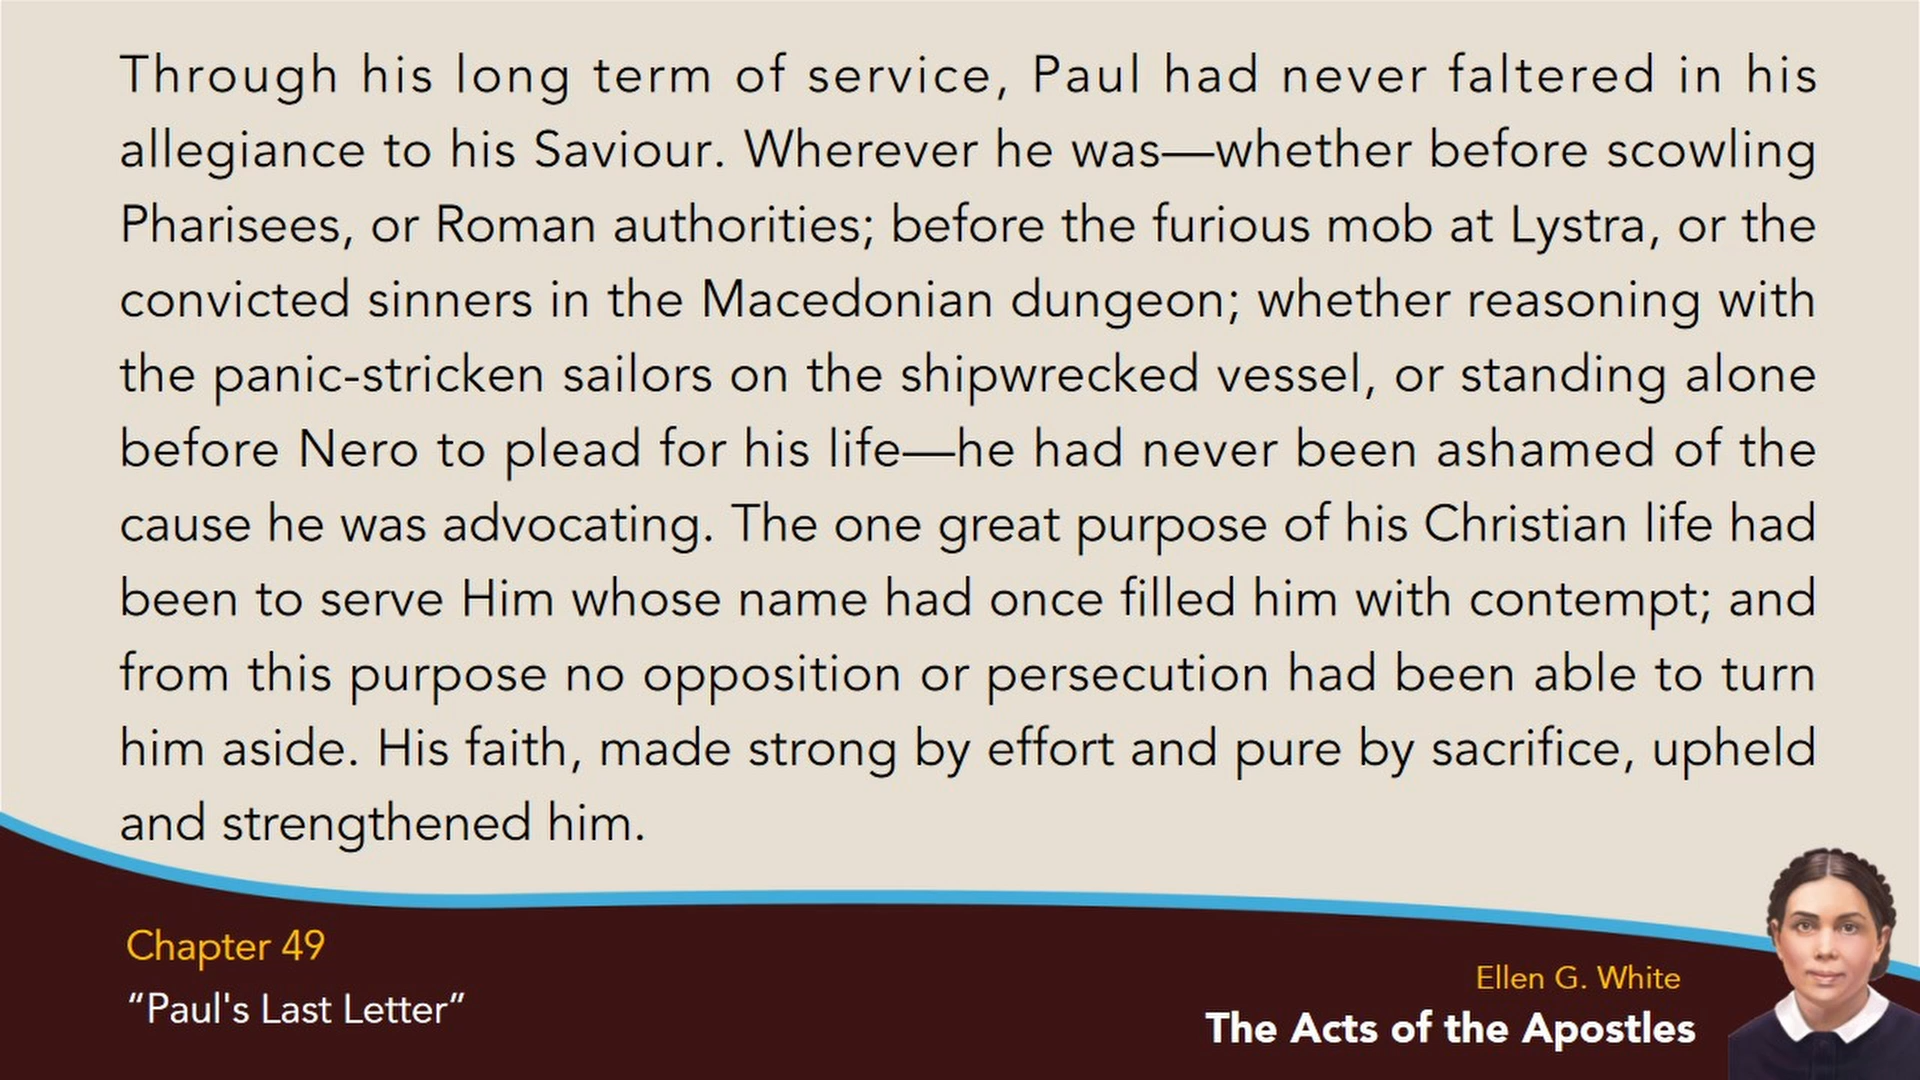 Through his long term of service, Paul had never faltered in his
allegiance to his Saviour. Wherever he was—whether before scowling
Pharisees, or Roman authorities; before the furious mob at Lystra, or the
convicted sinners in the Macedonian dungeon; whether reasoning with
the panic-stricken sailors on the shipwrecked vessel, or standing alone
before Nero to plead for his life—he had never been ashamed of the
cause he was advocating. The one great purpose of his Christian life had
been to serve Him whose name had once filled him with contempt; and
from this purpose no opposition or persecution had been able to turn
him aside. His faith, made strong by effort and pure by sacrifice, upheld
and strengthened him.
Chapter 49
“Paul's Last Letter”
Ellen G. White
The Acts of the Apostles